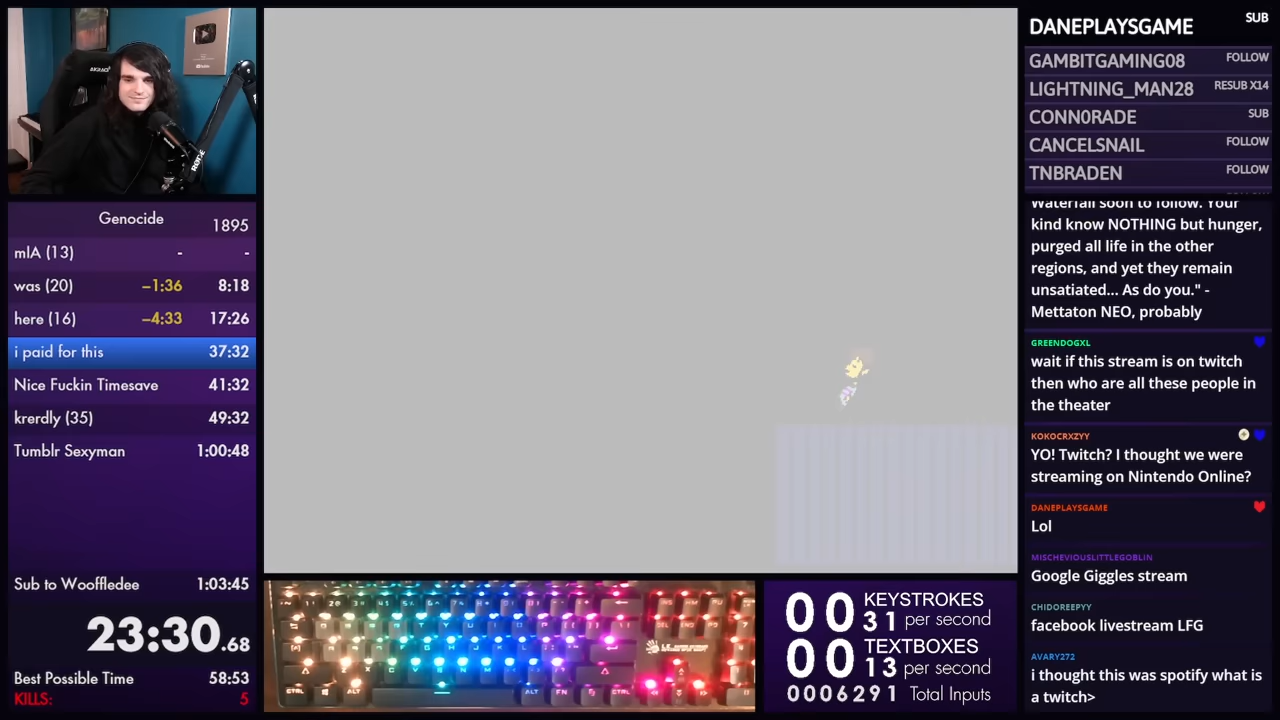 Genocide 1895
mIA (13) - -
was (20) −1:36 8:18
here (16) −4:33 17:26
i paid for this 37:32
Nice Fuckin Timesave 41:32
krerdly (35) 49:32
Tumblr Sexyman 1:00:48
Sub to Wooffledee 1:03:45
23:30.68
Best Possible Time 58:53
KILLS: 5
CTRL ALT ALT FN CTRL
00 31 KEYSTROKES per second
00 13 TEXTBOXES per second
0006291 Total Inputs
DANEPLAYSGAME SUB
GAMBITGAMING08 FOLLOW
LIGHTNING_MAN28 RESUB X14
CONN0RADE SUB
CANCELSNAIL FOLLOW
TNBRADEN FOLLOW
Waterfall soon to follow. Your
kind know NOTHING but hunger,
purged all life in the other
regions, and yet they remain
unsatiated... As do you." -
Mettaton NEO, probably
GREENDOGXL
wait if this stream is on twitch
then who are all these people in
the theater
KOKOCRXZYY
YO! Twitch? I thought we were
streaming on Nintendo Online?
DANEPLAYSGAME
Lol
MISCHEVIOUSLITTLEGOBLIN
Google Giggles stream
CHIDOREEPYY
facebook livestream LFG
AVARY272
i thought this was spotify what is
a twitch>